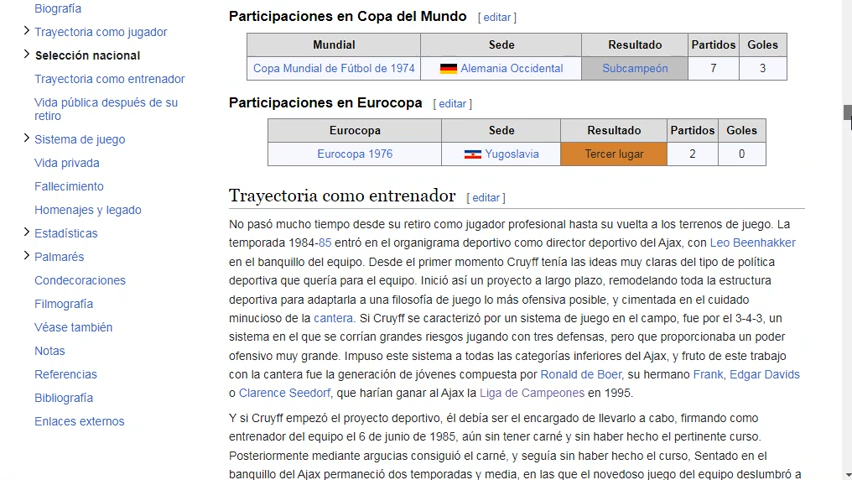 Biografía
Trayectoria como jugador
Selección nacional
Trayectoria como entrenador
Vida pública después de su
retiro
Sistema de juego
Vida privada
Fallecimiento
Homenajes y legado
Estadísticas
Palmarés
Condecoraciones
Filmografía
Véase también
Notas
Referencias
Bibliografía
Enlaces externos
Participaciones en Copa del Mundo [ editar ]
Mundial Sede Resultado Partidos Goles
Copa Mundial de Fútbol de 1974 Alemania Occidental Subcampeón 7 3
Participaciones en Eurocopa [ editar ]
Eurocopa Sede Resultado Partidos Goles
Eurocopa 1976 Yugoslavia Tercer lugar 2 0
Trayectoria como entrenador [ editar ]
No pasó mucho tiempo desde su retiro como jugador profesional hasta su vuelta a los terrenos de juego. La
temporada 1984-85 entró en el organigrama deportivo como director deportivo del Ajax, con Leo Beenhakker
en el banquillo del equipo. Desde el primer momento Cruyff tenía las ideas muy claras del tipo de política
deportiva que quería para el equipo. Inició así un proyecto a largo plazo, remodelando toda la estructura
deportiva para adaptarla a una filosofía de juego lo más ofensiva posible, y cimentada en el cuidado
minucioso de la cantera. Si Cruyff se caracterizó por un sistema de juego en el campo, fue por el 3-4-3, un
sistema en el que se corrían grandes riesgos jugando con tres defensas, pero que proporcionaba un poder
ofensivo muy grande. Impuso este sistema a todas las categorías inferiores del Ajax, y fruto de este trabajo
con la cantera fue la generación de jóvenes compuesta por Ronald de Boer, su hermano Frank, Edgar Davids
o Clarence Seedorf, que harían ganar al Ajax la Liga de Campeones en 1995.
Y si Cruyff empezó el proyecto deportivo, él debía ser el encargado de llevarlo a cabo, firmando como
entrenador del equipo el 6 de junio de 1985, aún sin tener carné y sin haber hecho el pertinente curso.
Posteriormente mediante argucias consiguió el carné, y seguía sin haber hecho el curso, Sentado en el
banquillo del Ajax permaneció dos temporadas y media, en las que el novedoso juego del equipo deslumbró a